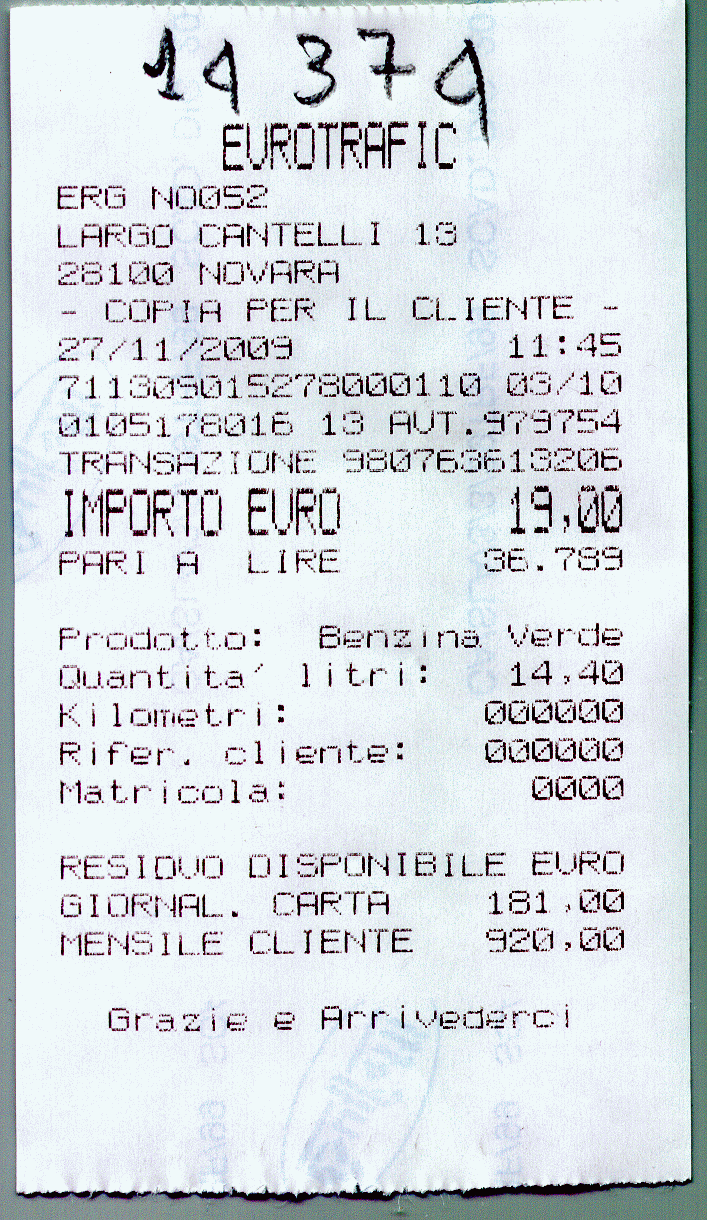 14 374
EUROTRAFIC
ERG NO052
LARGO CANTELLI 13
28100 NOVARA
- COPIA PER IL CLIENTE -
27/11/2009 11:45
711309015278000110 03/10
0105178016 13 AUT.979754
TRANSAZIONE 980763613206
IMPORTO EURO 19,00
PARI A LIRE 36.789
Prodotto: Benzina Verde
Quantita' litri: 14,40
Kilometri: 000000
Rifer. cliente: 000000
Matricola: 0000
RESIDUO DISPONIBILE EURO
GIORNAL. CARTA 181,00
MENSILE CLIENTE 920,00
Grazie e Arrivederci